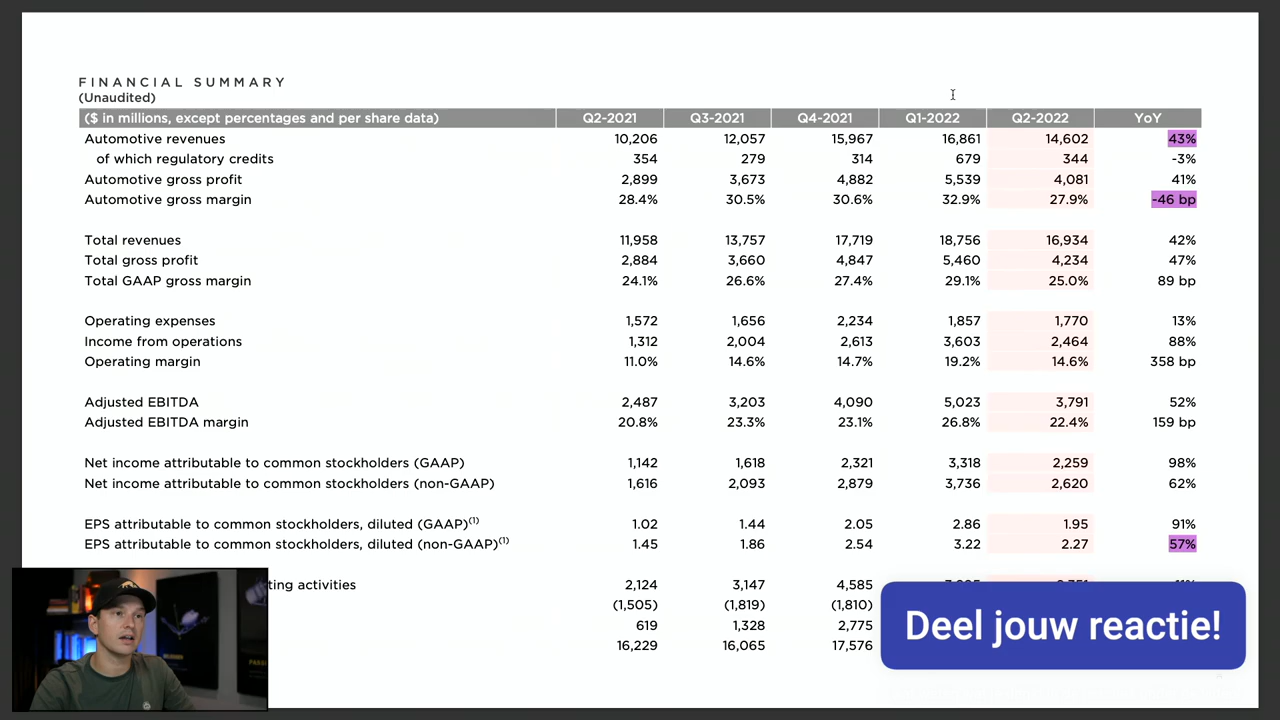 FINANCIAL SUMMARY
(Unaudited)
($ in millions, except percentages and per share data) Q2-2021 Q3-2021 Q4-2021 Q1-2022 Q2-2022 YoY
Automotive revenues 10,206 12,057 15,967 16,861 14,602 43%
of which regulatory credits 354 279 314 679 344 -3%
Automotive gross profit 2,899 3,673 4,882 5,539 4,081 41%
Automotive gross margin 28.4% 30.5% 30.6% 32.9% 27.9% -46 bp
Total revenues 11,958 13,757 17,719 18,756 16,934 42%
Total gross profit 2,884 3,660 4,847 5,460 4,234 47%
Total GAAP gross margin 24.1% 26.6% 27.4% 29.1% 25.0% 89 bp
Operating expenses 1,572 1,656 2,234 1,857 1,770 13%
Income from operations 1,312 2,004 2,613 3,603 2,464 88%
Operating margin 11.0% 14.6% 14.7% 19.2% 14.6% 358 bp
Adjusted EBITDA 2,487 3,203 4,090 5,023 3,791 52%
Adjusted EBITDA margin 20.8% 23.3% 23.1% 26.8% 22.4% 159 bp
Net income attributable to common stockholders (GAAP) 1,142 1,618 2,321 3,318 2,259 98%
Net income attributable to common stockholders (non-GAAP) 1,616 2,093 2,879 3,736 2,620 62%
EPS attributable to common stockholders, diluted (GAAP)(1) 1.02 1.44 2.05 2.86 1.95 91%
EPS attributable to common stockholders, diluted (non-GAAP)(1) 1.45 1.86 2.54 3.22 2.27 57%
ting activities 2,124 3,147 4,585
(1,505) (1,819) (1,810)
619 1,328 2,775
16,229 16,065 17,576
Deel jouw reactie!